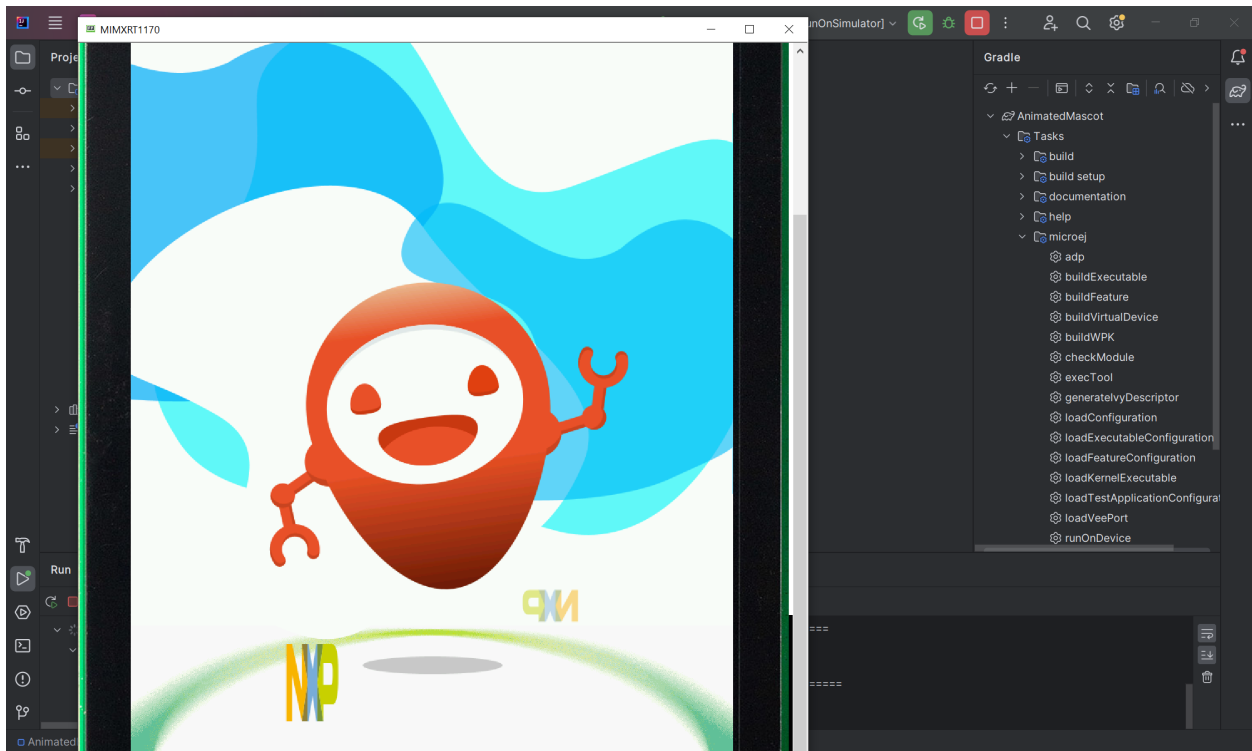 MIMXRT1170
unOnSimulator]
Proje
Gradle
AnimatedMascot
Tasks
build
build setup
documentation
help
microej
adp
buildExecutable
buildFeature
buildVirtualDevice
buildWPK
checkModule
execTool
generateIvyDescriptor
loadConfiguration
loadExecutableConfiguration
loadFeatureConfiguration
loadKernelExecutable
loadTestApplicationConfigurat
loadVeePort
runOnDevice
Run
NXP
NXP
===
=====
Animated